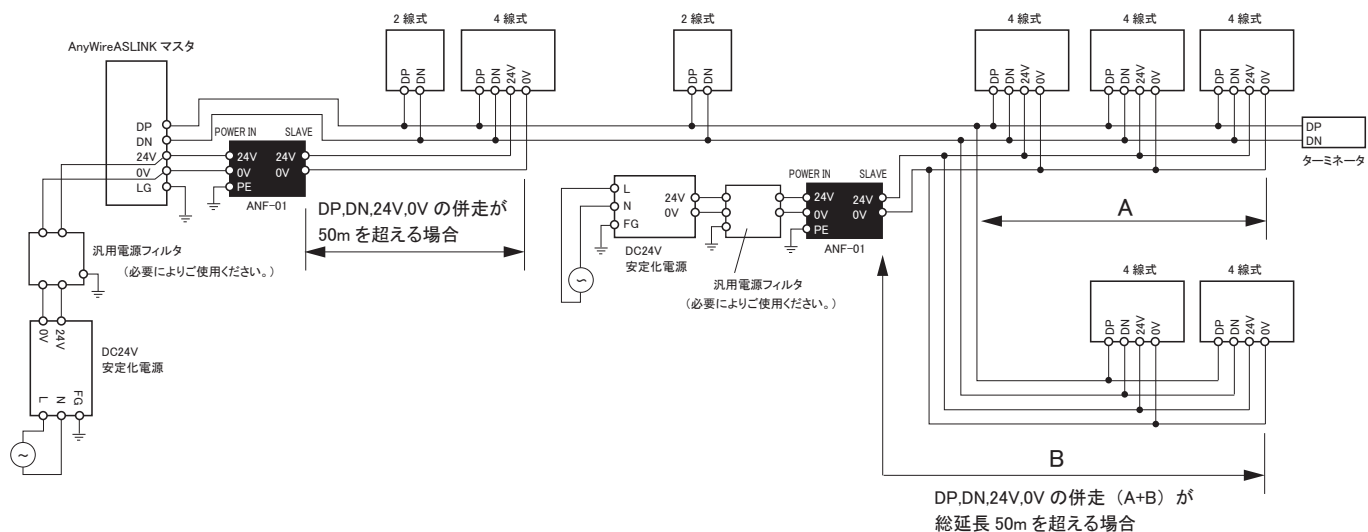 2 線式
4 線式
2 線式
4 線式
4 線式
4 線式
AnyWireASLINK マスタ
DP
DN
DP
DN
24V
0V
DP
DN
DP
DN
24V
0V
DP
DN
24V
0V
DP
DN
24V
0V
DP
DN
24V
0V
LG
POWER IN
SLAVE
24V
0V
PE
24V
0V
ANF-01
DP
DN
ターミネータ
DP,DN,24V,0V の併走が
50m を超える場合
汎用電源フィルタ
(必要によりご使用ください。)
0V
24V
DC24V
安定化電源
L
N
FG
~
L
N
FG
24V
0V
DC24V
安定化電源
~
汎用電源フィルタ
(必要によりご使用ください。)
POWER IN
SLAVE
24V
0V
PE
24V
0V
ANF-01
A
4 線式
4 線式
DP
DN
24V
0V
DP
DN
24V
0V
B
DP,DN,24V,0V の併走（A+B）が
総延長 50m を超える場合